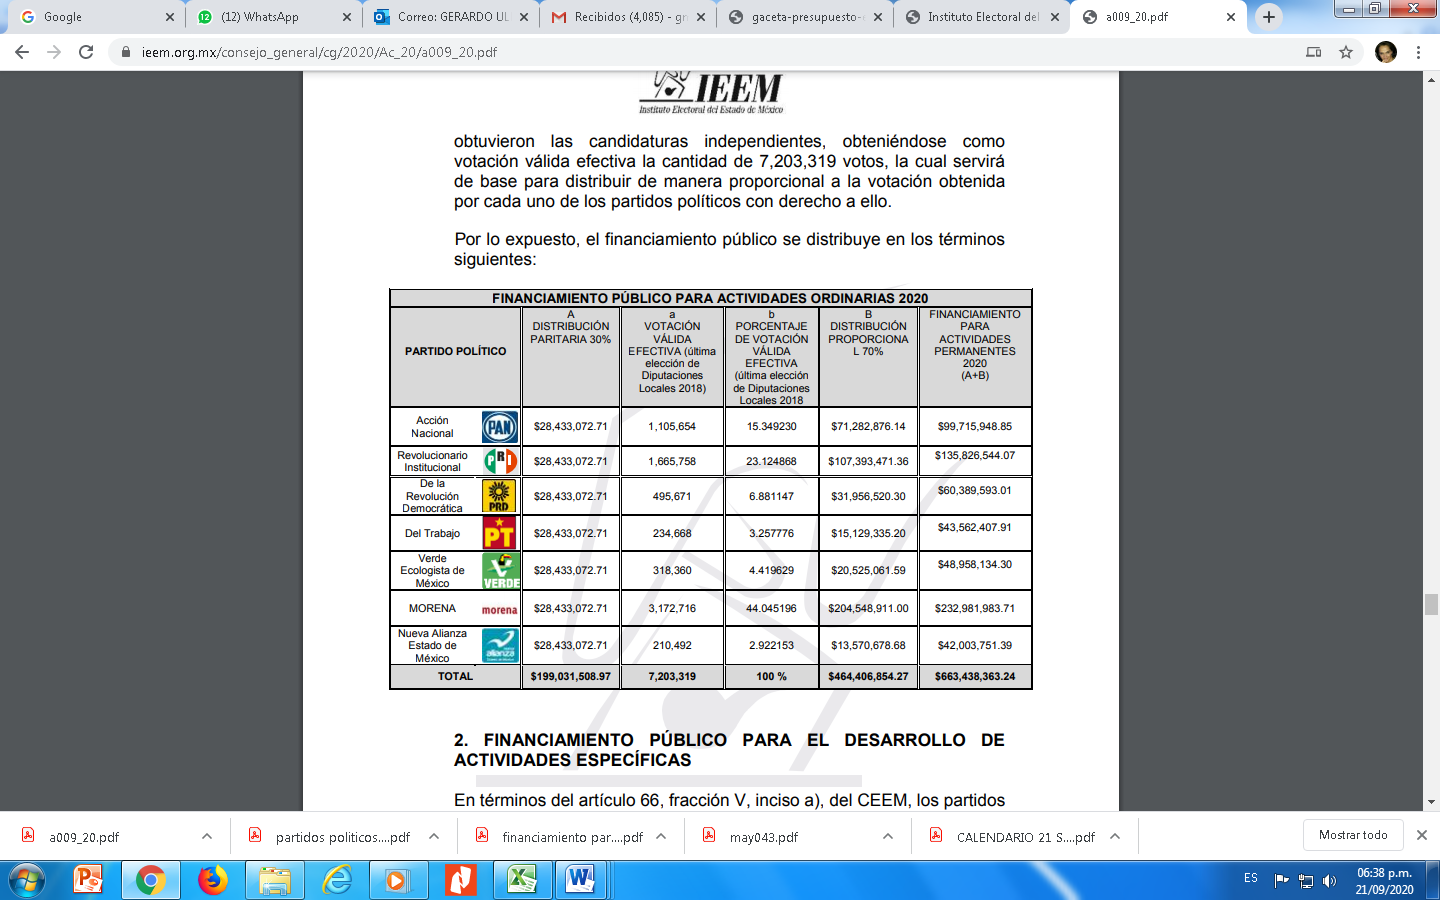 Google
(12) WhatsApp
Correo: GERARDO UL
Recibidos (4,085) - gr
gaceta-presupuesto-
Instituto Electoral del
a009_20.pdf
ieem.org.mx/consejo_general/cg/2020/Ac_20/a009_20.pdf
IEEM
Instituto Electoral del Estado de México
obtuvieron las candidaturas independientes, obteniéndose como
votación válida efectiva la cantidad de 7,203,319 votos, la cual servirá
de base para distribuir de manera proporcional a la votación obtenida
por cada uno de los partidos políticos con derecho a ello.
Por lo expuesto, el financiamiento público se distribuye en los términos
siguientes:
FINANCIAMIENTO PÚBLICO PARA ACTIVIDADES ORDINARIAS 2020
PARTIDO POLÍTICO
A
DISTRIBUCIÓN
PARITARIA 30%
a
VOTACIÓN
VÁLIDA
EFECTIVA (última
elección de
Diputaciones
Locales 2018)
b
PORCENTAJE
DE VOTACIÓN
VÁLIDA
EFECTIVA
(última elección
de Diputaciones
Locales 2018
B
DISTRIBUCIÓN
PROPORCIONA
L 70%
FINANCIAMIENTO
PARA
ACTIVIDADES
PERMANENTES
2020
(A+B)
Acción
Nacional
PAN
$28,433,072.71
1,105,654
15.349230
$71,282,876.14
$99,715,948.85
Revolucionario
Institucional
PRI
$28,433,072.71
1,665,758
23.124868
$107,393,471.36
$135,826,544.07
De la
Revolución
Democrática
PRD
$28,433,072.71
495,671
6.881147
$31,956,520.30
$60,389,593.01
Del Trabajo
PT
$28,433,072.71
234,668
3.257776
$15,129,335.20
$43,562,407.91
Verde
Ecologista de
México
VERDE
$28,433,072.71
318,360
4.419629
$20,525,061.59
$48,958,134.30
MORENA
morena
$28,433,072.71
3,172,716
44.045196
$204,548,911.00
$232,981,983.71
Nueva Alianza
Estado de
México
alianza
$28,433,072.71
210,492
2.922153
$13,570,678.68
$42,003,751.39
TOTAL
$199,031,508.97
7,203,319
100 %
$464,406,854.27
$663,438,363.24
2. FINANCIAMIENTO PÚBLICO PARA EL DESARROLLO DE
ACTIVIDADES ESPECÍFICAS
En términos del artículo 66, fracción V, inciso a), del CEEM, los partidos
a009_20.pdf
partidos politicos....pdf
financiamiento par....pdf
may043.pdf
CALENDARIO 21 S....pdf
Mostrar todo
ES
06:38 p.m.
21/09/2020